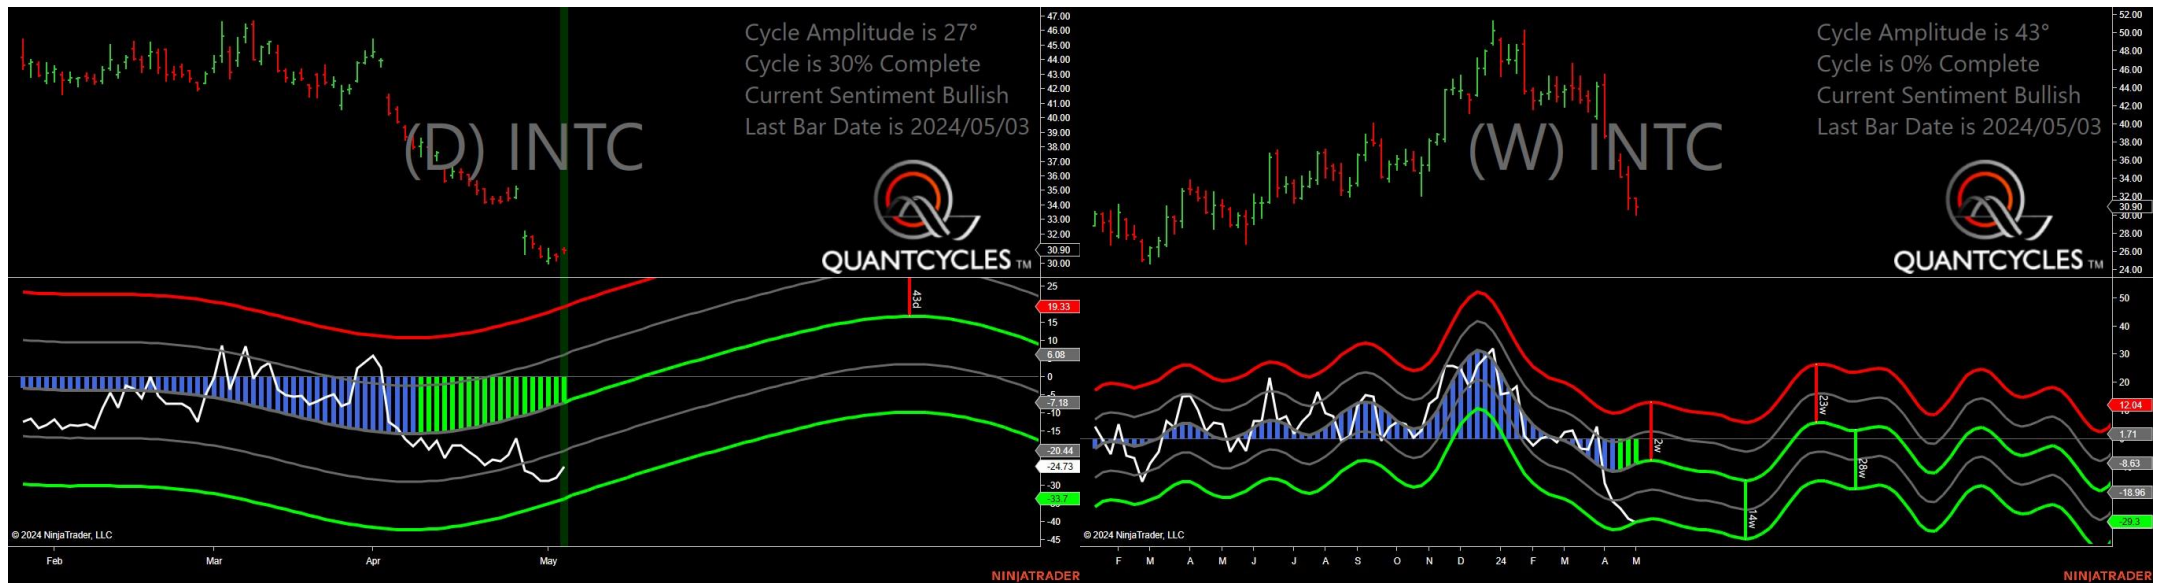 Cycle Amplitude is 27°
Cycle is 30% Complete
Current Sentiment Bullish
Last Bar Date is 2024/05/03
(D) INTC
QUANTCYCLES TM
47.00
46.00
45.00
44.00
43.00
42.00
41.00
40.00
39.00
38.00
37.00
36.00
35.00
34.00
33.00
32.00
30.90
30.00
43d
25
19.33
15
10
6.08
0
-5
-7.18
-10
-15
-20.44
-24.73
-30
-33.7
-40
-45
© 2024 NinjaTrader, LLC
Feb Mar Apr May
NINJATRADER
Cycle Amplitude is 43°
Cycle is 0% Complete
Current Sentiment Bullish
Last Bar Date is 2024/05/03
(W) INTC
QUANTCYCLES TM
52.00
50.00
48.00
46.00
44.00
42.00
40.00
38.00
36.00
34.00
32.00
30.90
30.00
28.00
26.00
24.00
2w
14w
23w
28w
50
40
30
20
12.04
1.71
-8.63
-18.96
-29.3
© 2024 NinjaTrader, LLC
F M A M J J A S O N D 24 F M A M
NINJATRADER